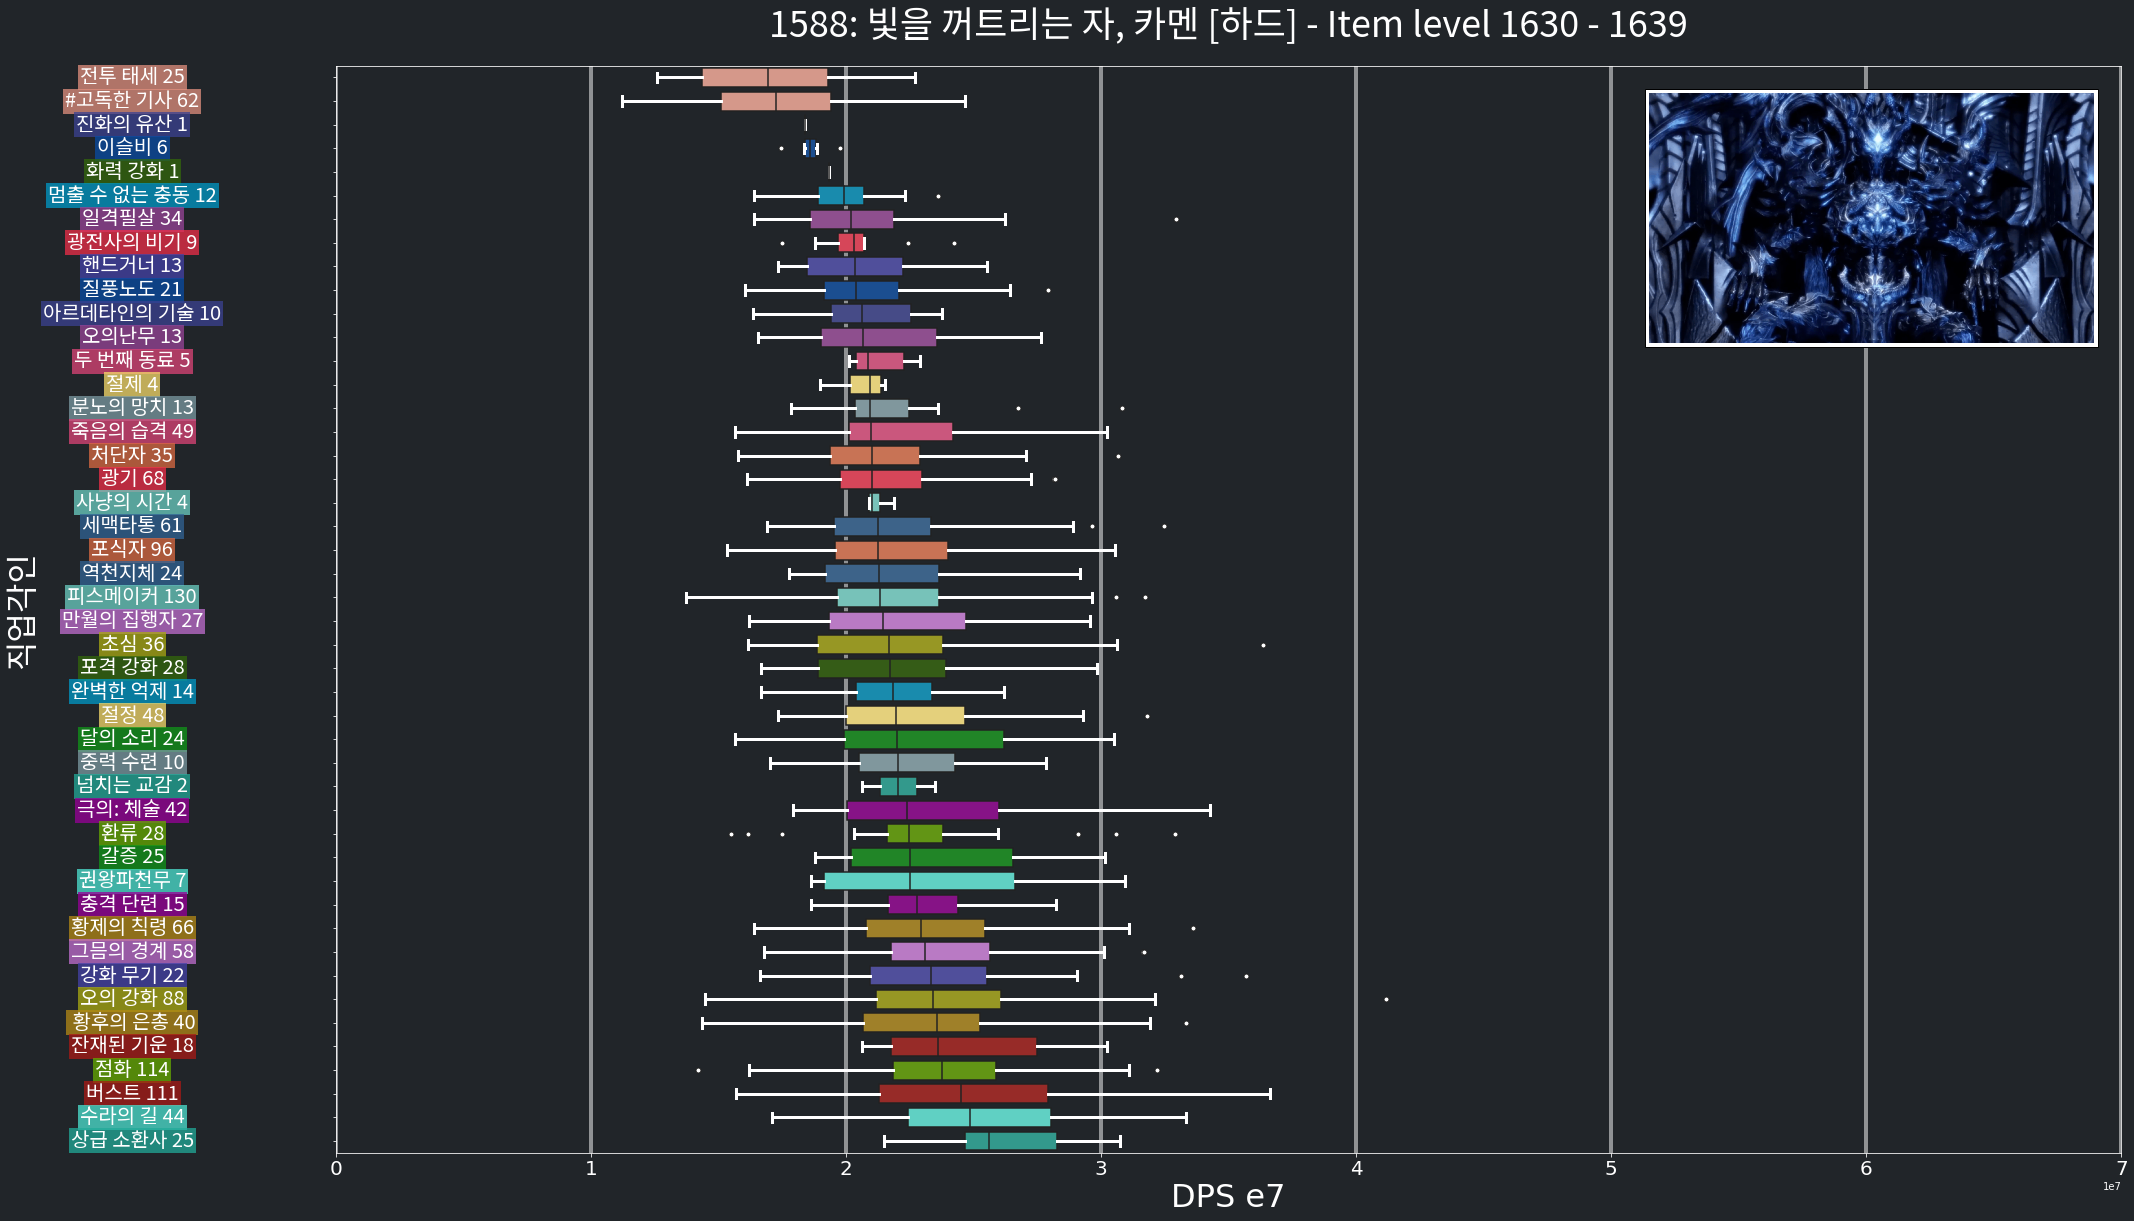 1588: 빛을 꺼트리는 자, 카멘 [하드] - Item level 1630 - 1639
전투 태세 25
#고독한 기사 62
진화의 유산 1
이슬비 6
화력 강화 1
멈출 수 없는 충동 12
일격필살 34
광전사의 비기 9
핸드거너 13
질풍노도 21
아르데타인의 기술 10
오의난무 13
두 번째 동료 5
절제 4
분노의 망치 13
죽음의 습격 49
처단자 35
광기 68
사냥의 시간 4
세맥타통 61
포식자 96
역천지체 24
피스메이커 130
만월의 집행자 27
초심 36
포격 강화 28
완벽한 억제 14
절정 48
달의 소리 24
중력 수련 10
넘치는 교감 2
극의: 체술 42
환류 28
갈증 25
권왕파천무 7
충격 단련 15
황제의 칙령 66
그믐의 경계 58
강화 무기 22
오의 강화 88
황후의 은총 40
잔재된 기운 18
점화 114
버스트 111
수라의 길 44
상급 소환사 25
직업각인
0 1 2 3 4 5 6 7
1e7
DPS e7